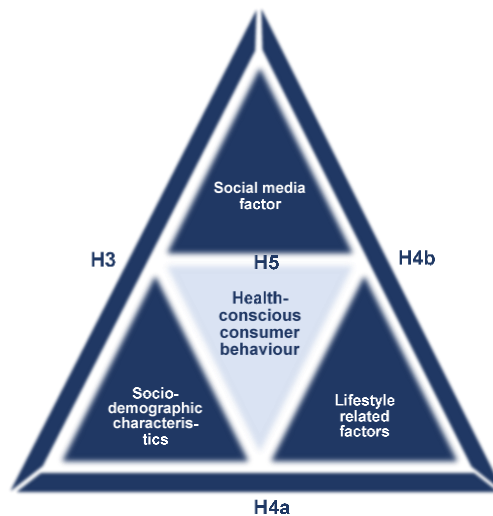 Social media
factor
H3
H5
H4b
Health-
conscious
consumer
behaviour
Socio-
demographic
characteris-
tics
Lifestyle
related
factors
H4a